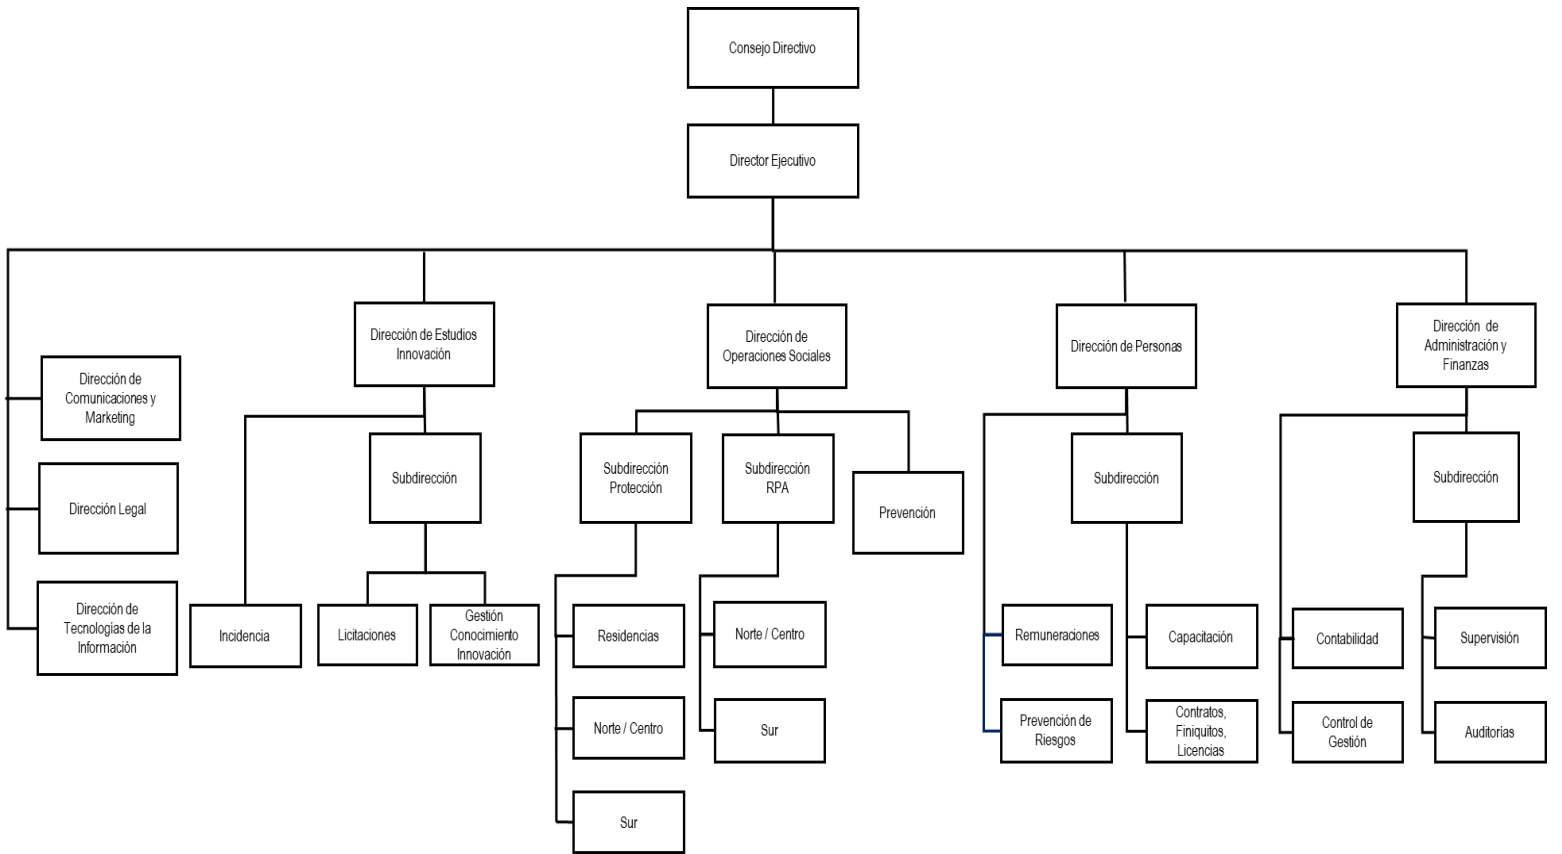 Consejo Directivo
Director Ejecutivo
Dirección de Estudios
Innovación
Dirección de
Operaciones Sociales
Dirección de Personas
Dirección  de
Administración y
Finanzas
Dirección de
Comunicaciones y
Marketing
Dirección Legal
Dirección de
Tecnologías de la
Información
Subdirección
Subdirección
Protección
Subdirección
RPA
Prevención
Subdirección
Subdirección
Incidencia
Licitaciones
Gestión
Conocimiento
Innovación
Residencias
Norte / Centro
Sur
Norte / Centro
Sur
Remuneraciones
Prevención de
Riesgos
Capacitación
Contratos,
Finiquitos,
Licencias
Contabilidad
Control de
Gestión
Supervisión
Auditorías